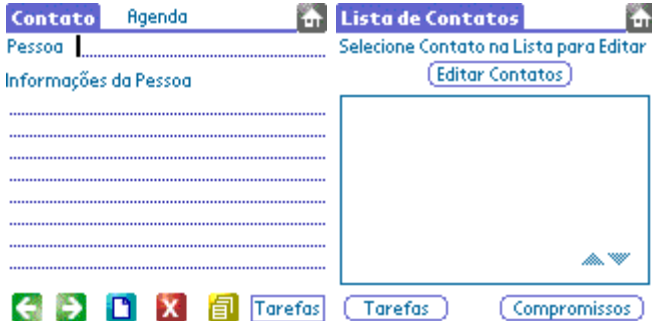 Contato Agenda
Pessoa
Informações da Pessoa
Tarefas
Lista de Contatos
Selecione Contato na Lista para Editar
Editar Contatos
Tarefas Compromissos